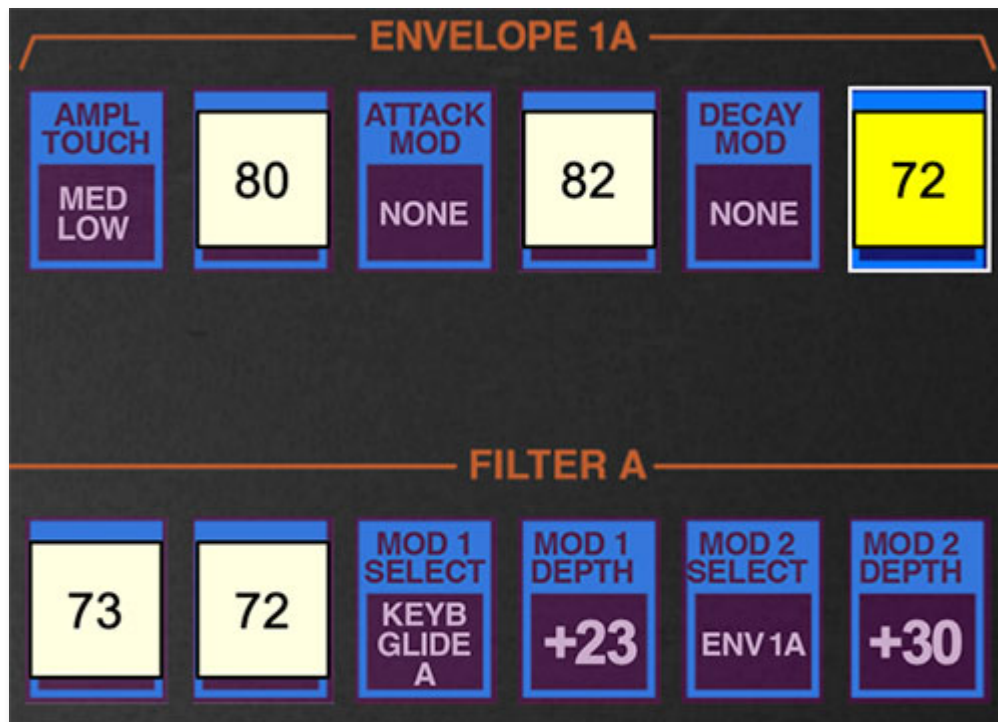 ENVELOPE 1A
AMPL
TOUCH
MED
LOW
80
ATTACK
MOD
NONE
82
DECAY
MOD
NONE
72
FILTER A
73
72
MOD 1
SELECT
KEYB
GLIDE
A
MOD 1
DEPTH
+23
MOD 2
SELECT
ENV 1A
MOD 2
DEPTH
+30